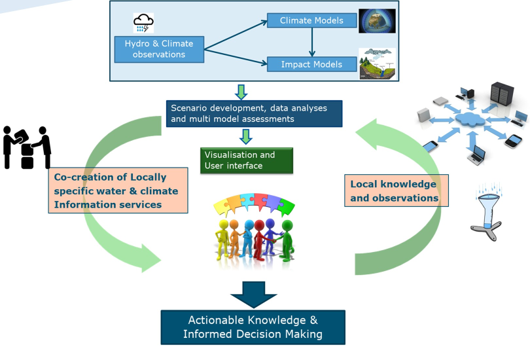 Climate Models
Hydro & Climate
observations
Impact Models
Scenario development, data analyses
and multi model assessments
Visualisation and
User interface
Co-creation of Locally
specific water & climate
Information services
Local knowledge
and observations
Actionable Knowledge &
Informed Decision Making